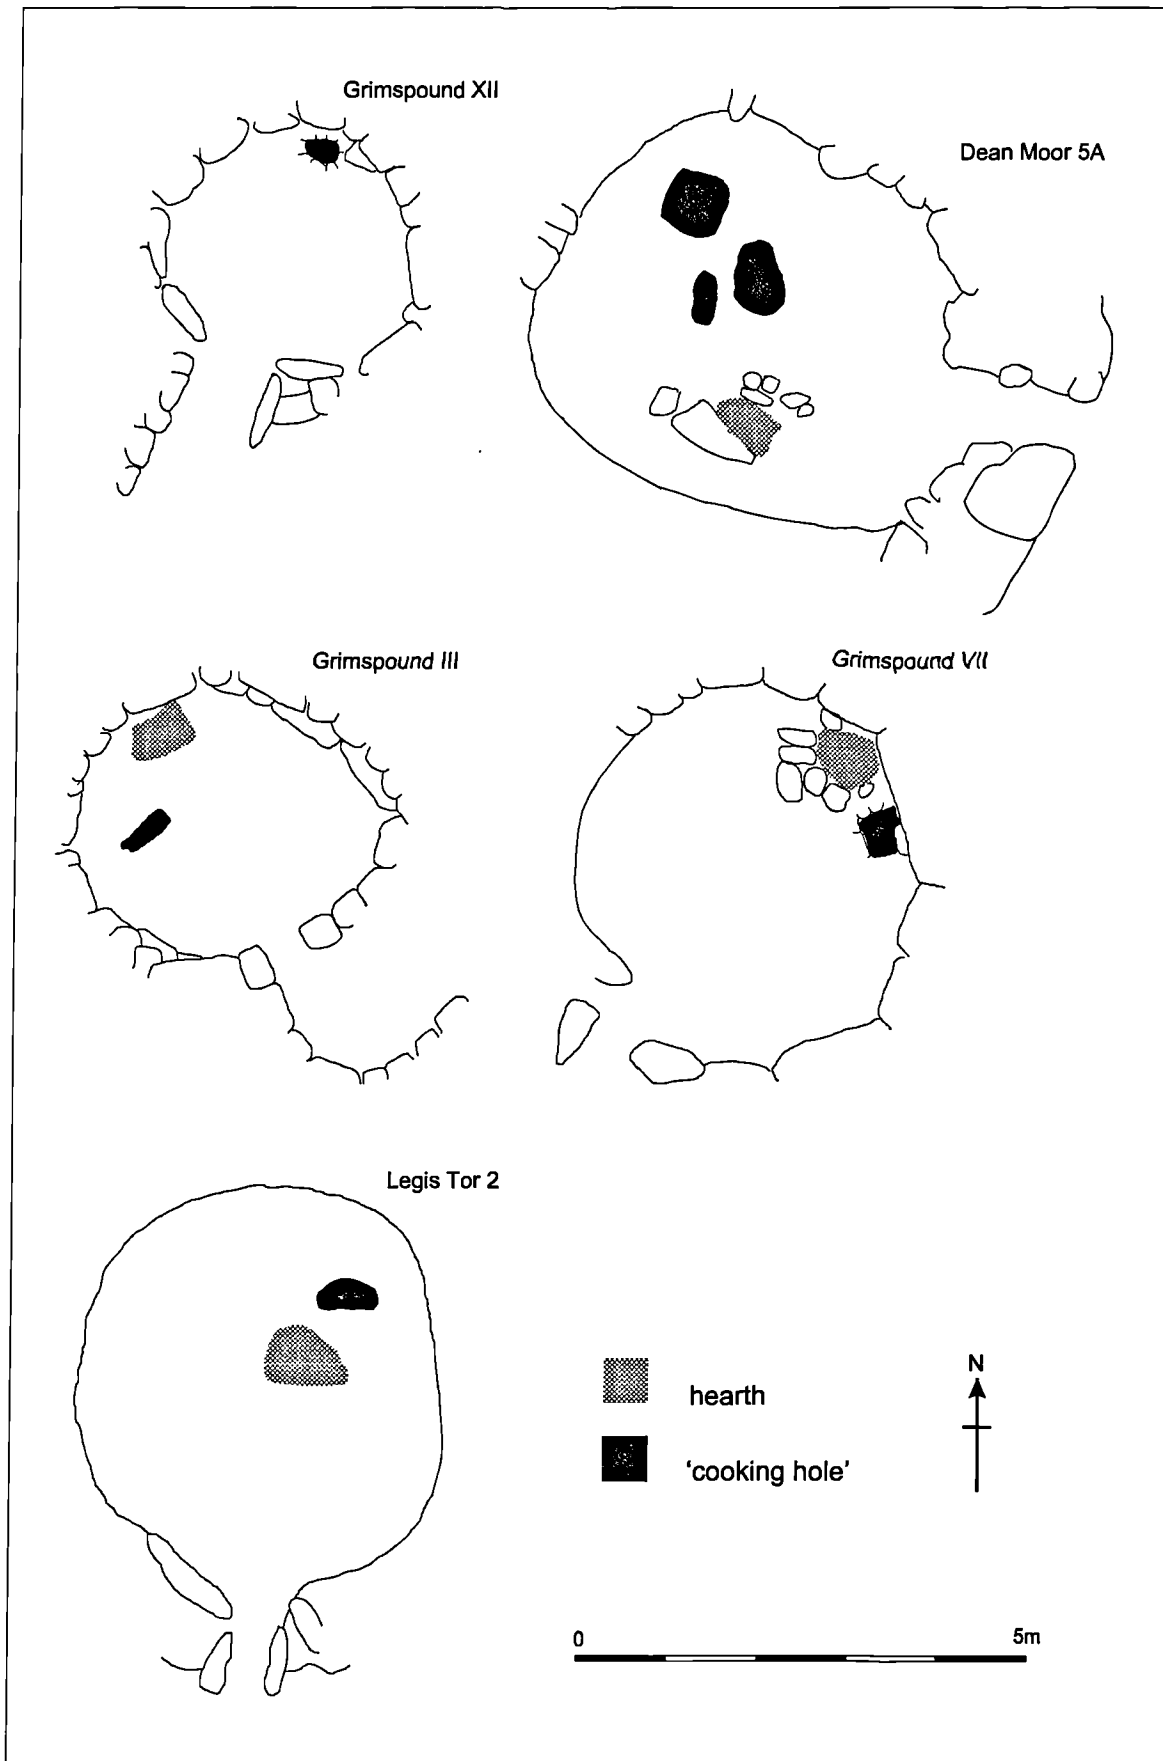 Grimspound XII
Dean Moor 5A
Grimspound III
Grimspound VII
Legis Tor 2
hearth
N
'cooking hole'
0
5m